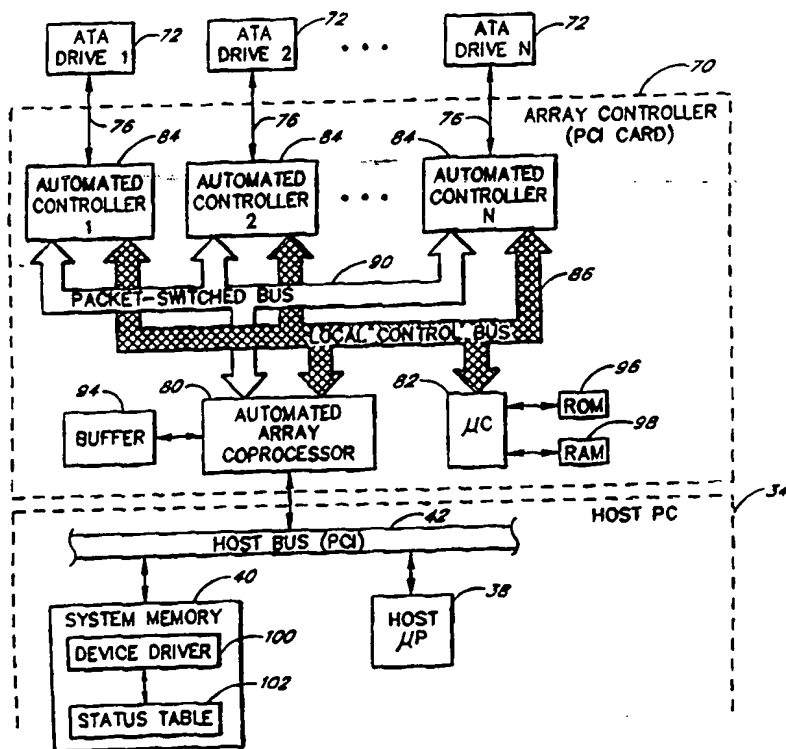 ATA DRIVE 1
72
ATA DRIVE 2
72
• • •
ATA DRIVE N
72
70
ARRAY CONTROLLER
(PCI CARD)
76
76
76
84
84
84
AUTOMATED
CONTROLLER
1
AUTOMATED
CONTROLLER
2
• • •
AUTOMATED
CONTROLLER
N
90
86
PACKET-SWITCHED BUS
LOCAL CONTROL BUS
94
BUFFER
80
AUTOMATED
ARRAY
COPROCESSOR
82
μC
96
ROM
98
RAM
34
HOST PC
42
HOST BUS (PCI)
40
SYSTEM MEMORY
100
DEVICE DRIVER
102
STATUS TABLE
38
HOST
μP